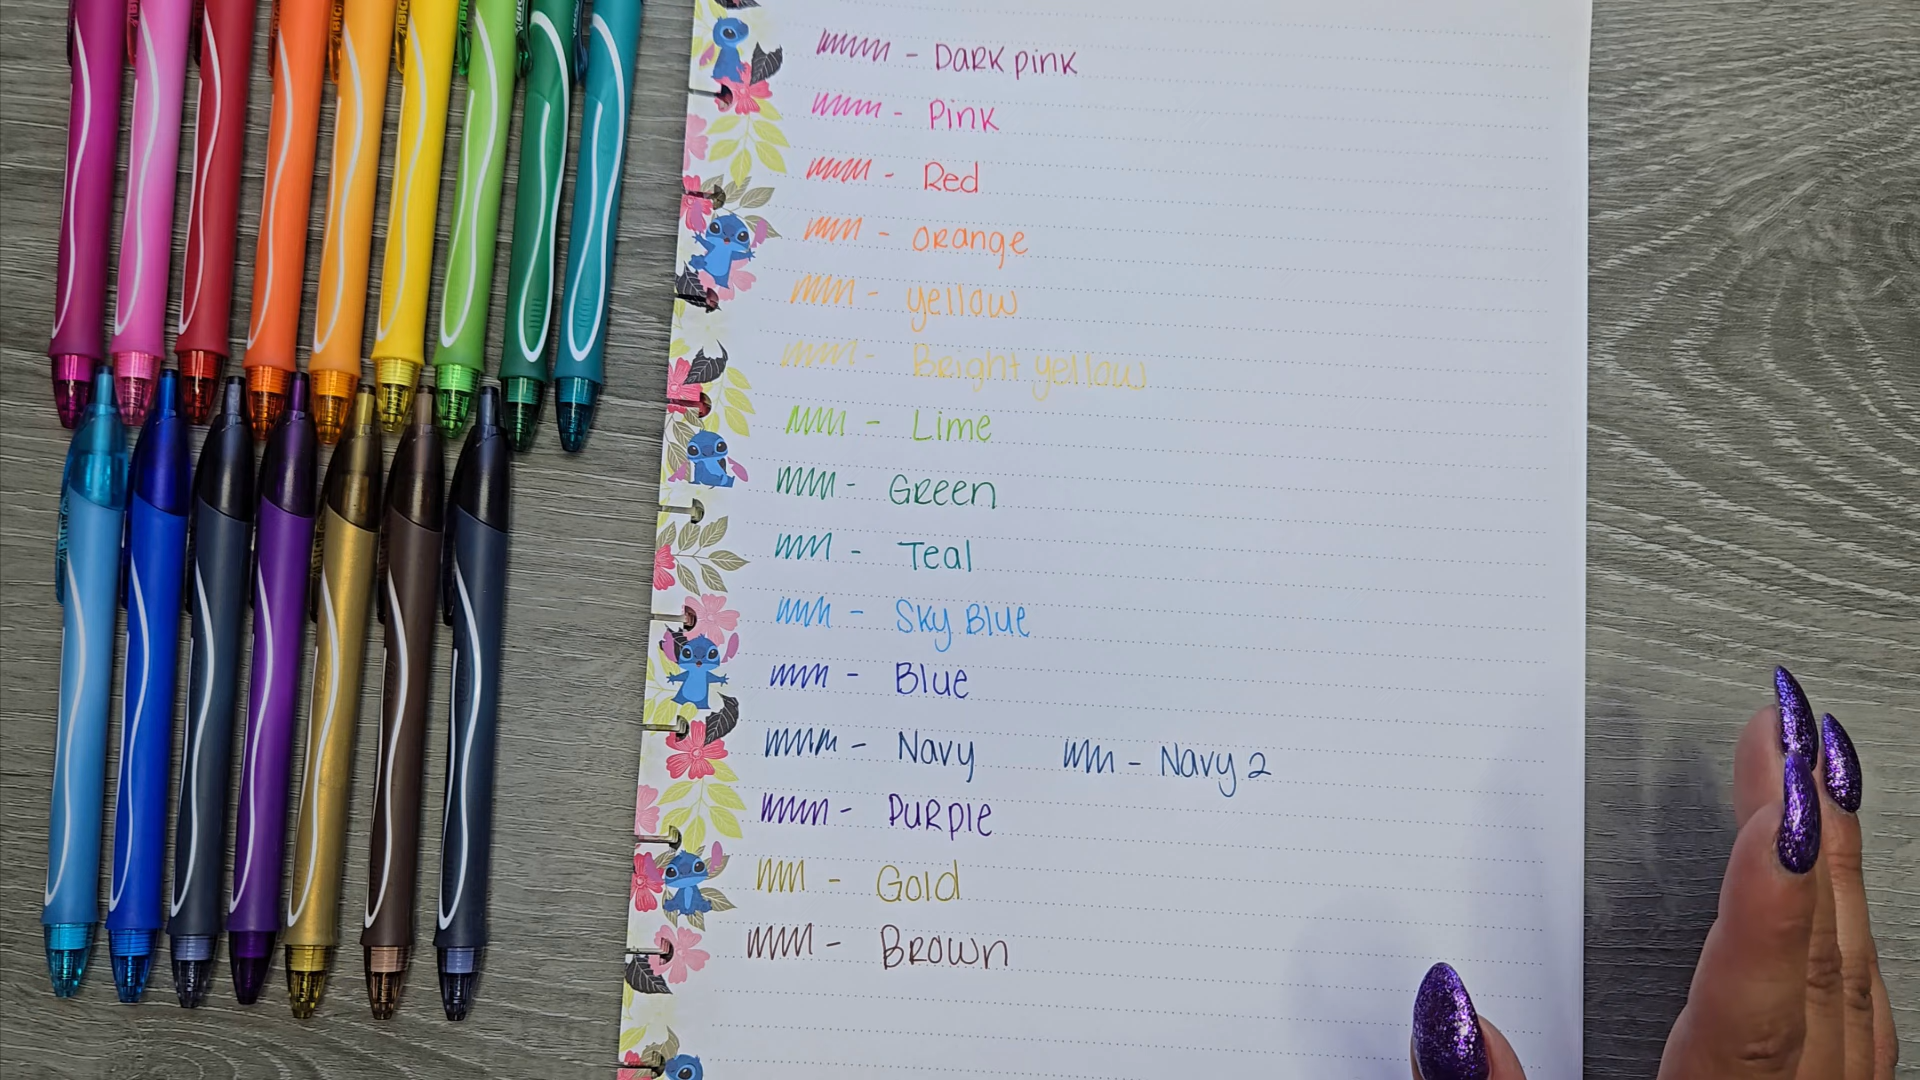 - Dark pink
- Pink
- Red
- Orange
- yellow
- Bright yellow
- Lime
- Green
- Teal
- Sky Blue
- Blue
- Navy - Navy 2
- Purple
- Gold
- Brown